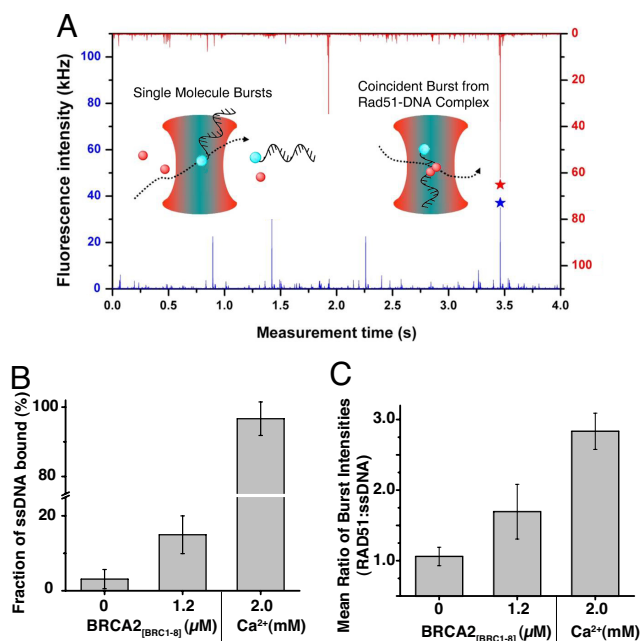 A
Fluorescence intensity (kHz)
100
80
60
40
20
0
0
20
40
60
80
100
Single Molecule Bursts
Coincident Burst from
Rad51-DNA Complex
0.0 0.5 1.0 1.5 2.0 2.5 3.0 3.5 4.0
Measurement time (s)
B
Fraction of ssDNA bound (%)
100
80
20
0
0 1.2 2.0
BRCA2[BRC1-8] (µM) Ca2+(mM)
C
Mean Ratio of Burst Intensities
(RAD51:ssDNA)
3.0
2.0
1.0
0 1.2 2.0
BRCA2[BRC1-8] (µM) Ca2+(mM)